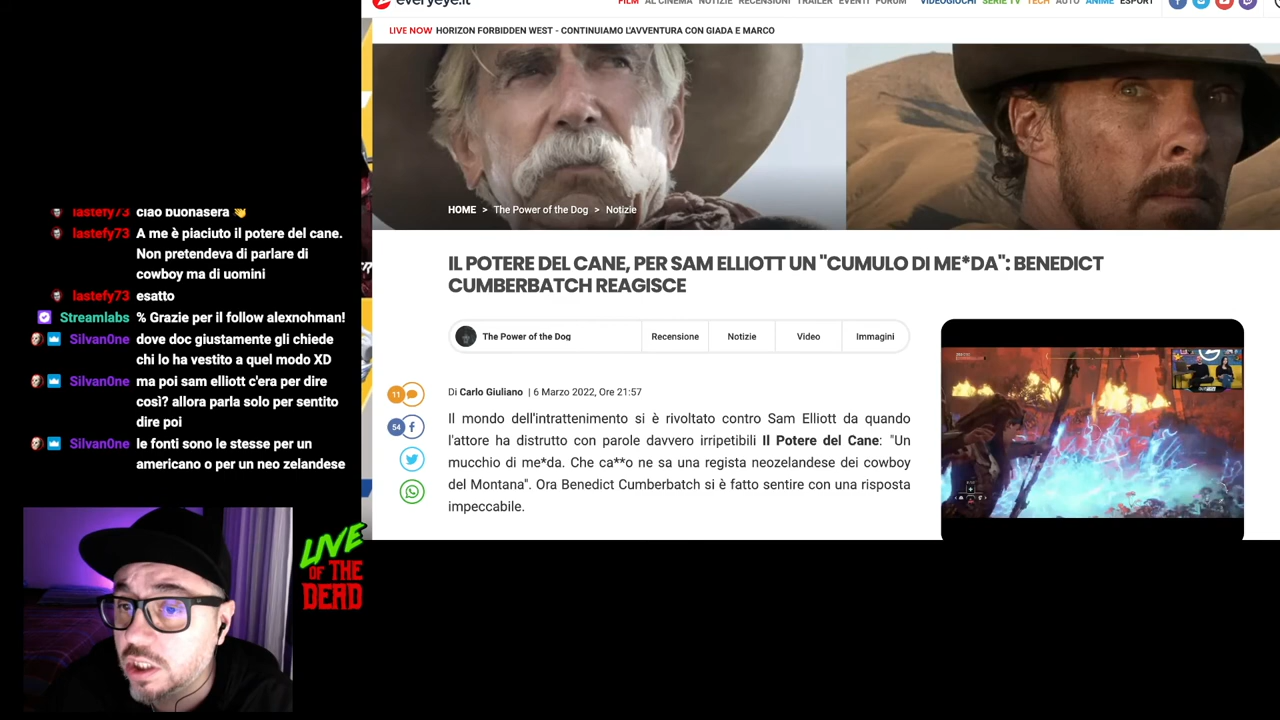 everyeye.it
FILM AL CINEMA NOTIZIE RECENSIONI TRAILER EVENTI FORUM VIDEOGIOCHI SERIE TV TECH AUTO ANIME ESPORT
LIVE NOW HORIZON FORBIDDEN WEST - CONTINUIAMO L'AVVENTURA CON GIADA E MARCO
HOME > The Power of the Dog > Notizie
IL POTERE DEL CANE, PER SAM ELLIOTT UN "CUMULO DI ME*DA": BENEDICT
CUMBERBATCH REAGISCE
The Power of the Dog Recensione Notizie Video Immagini
Di Carlo Giuliano | 6 Marzo 2022, Ore 21:57
11
54
Il mondo dell'intrattenimento si è rivoltato contro Sam Elliott da quando
l'attore ha distrutto con parole davvero irripetibili Il Potere del Cane: "Un
mucchio di me*da. Che ca**o ne sa una regista neozelandese dei cowboy
del Montana". Ora Benedict Cumberbatch si è fatto sentire con una risposta
impeccabile.
lastefy73 ciao buonasera 👋
lastefy73 A me è piaciuto il potere del cane.
Non pretendeva di parlare di
cowboy ma di uomini
lastefy73 esatto
Streamlabs % Grazie per il follow alexnohman!
Silvan0ne dove doc giustamente gli chiede
chi lo ha vestito a quel modo XD
Silvan0ne ma poi sam elliott c'era per dire
così? allora parla solo per sentito
dire poi
Silvan0ne le fonti sono le stesse per un
americano o per un neo zelandese
LIVE
OF THE
DEAD